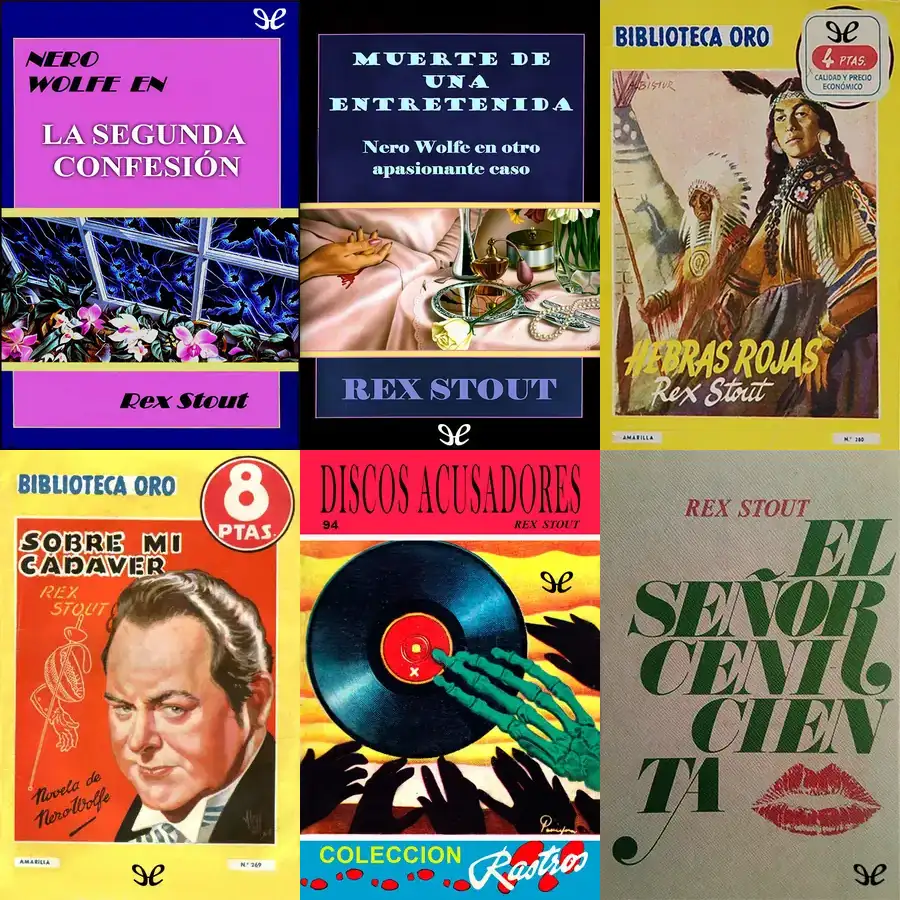 NERO
WOLFE EN
LA SEGUNDA
CONFESIÓN
Rex Stout
MUERTE DE
UNA
ENTRETENIDA
Nero Wolfe en otro
apasionante caso
REX STOUT
BIBLIOTECA ORO
4 PTAS.
CALIDAD Y PRECIO
ECONÓMICO
HEBRAS ROJAS
Rex Stout
AMARILLA
N.º 380
BIBLIOTECA ORO
8
PTAS.
SOBRE MI
CADAVER
REX
STOUT
Novela de
Nero Wolfe
AMARILLA
N.º 269
DISCOS ACUSADORES
94
REX STOUT
X
COLECCION
Rastros
REX STOUT
EL
SEÑOR
CENI
CIEN
TA